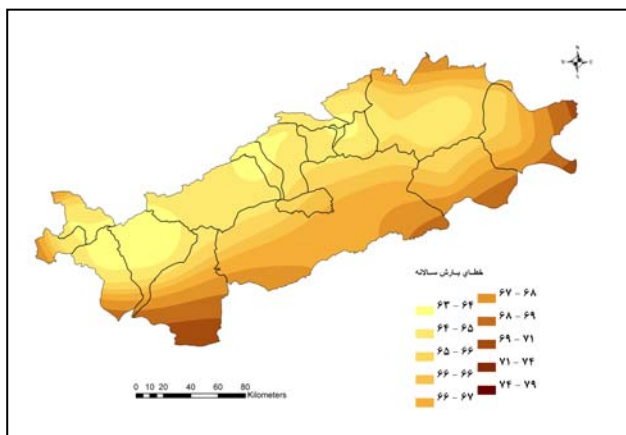 N
W E
S
خطای بارش سالانه
۶۳ - ۶۴
۶۴ - ۶۵
۶۵ - ۶۶
۶۶ - ۶۶
۶۶ - ۶۷
۶۷ - ۶۸
۶۸ - ۶۹
۶۹ - ۷۱
۷۱ - ۷۴
۷۴ - ۷۹
0 10 20 40 60 80
Kilometers